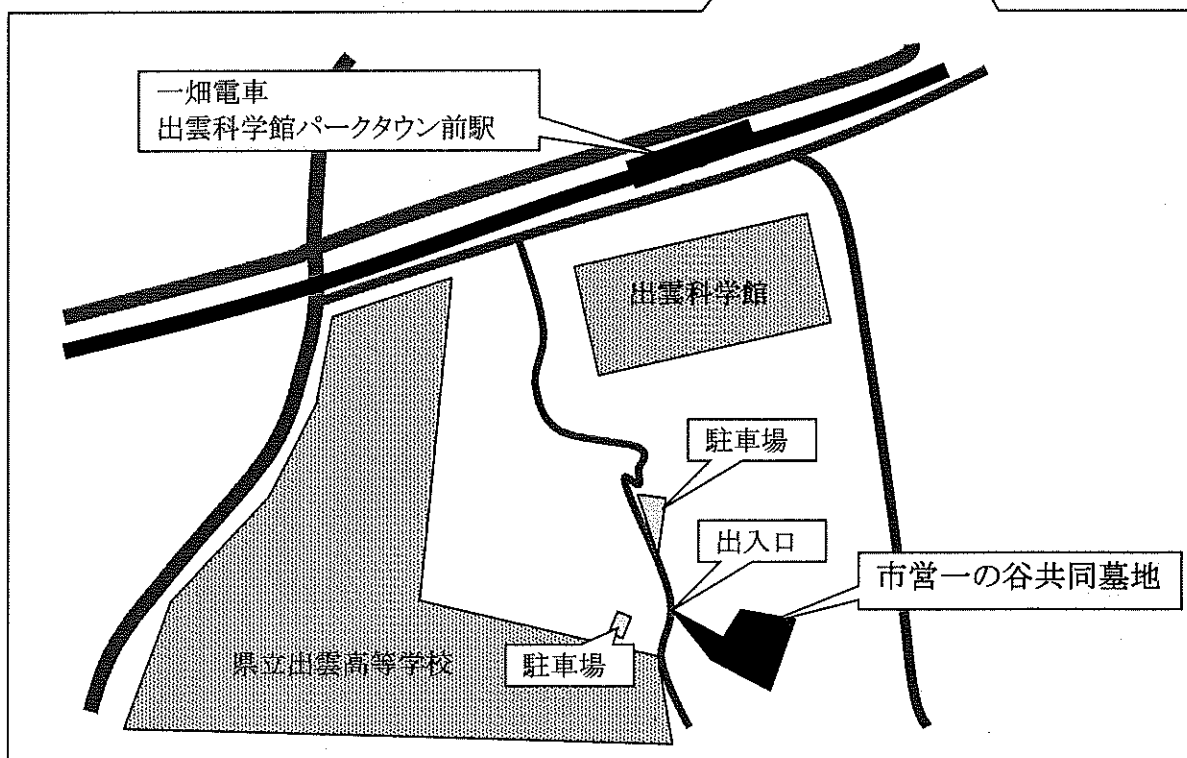 一畑電車
出雲科学館パークタウン前駅
出雲科学館
駐車場
出入口
市営一の谷共同墓地
県立出雲高等学校
駐車場